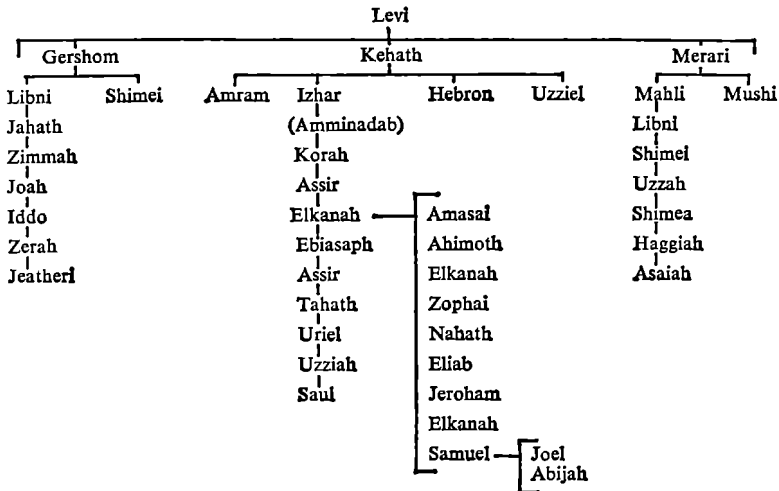 Levi
Gershom Kehath Merari
Libni Shimei Amram Izhar Hebron Uzziel Mahli Mushi
Jahath (Amminadab) Libni
Zimmah Korah Shimei
Joah Assir Uzzah
Iddo Elkanah Amasai Shimea
Zerah Ebiasaph Ahimoth Haggiah
Jeatheri Assir Elkanah Asaiah
Tahath Zophai
Uriel Nahath
Uzziah Eliab
Saul Jeroham
Elkanah
Samuel Joel
Abijah